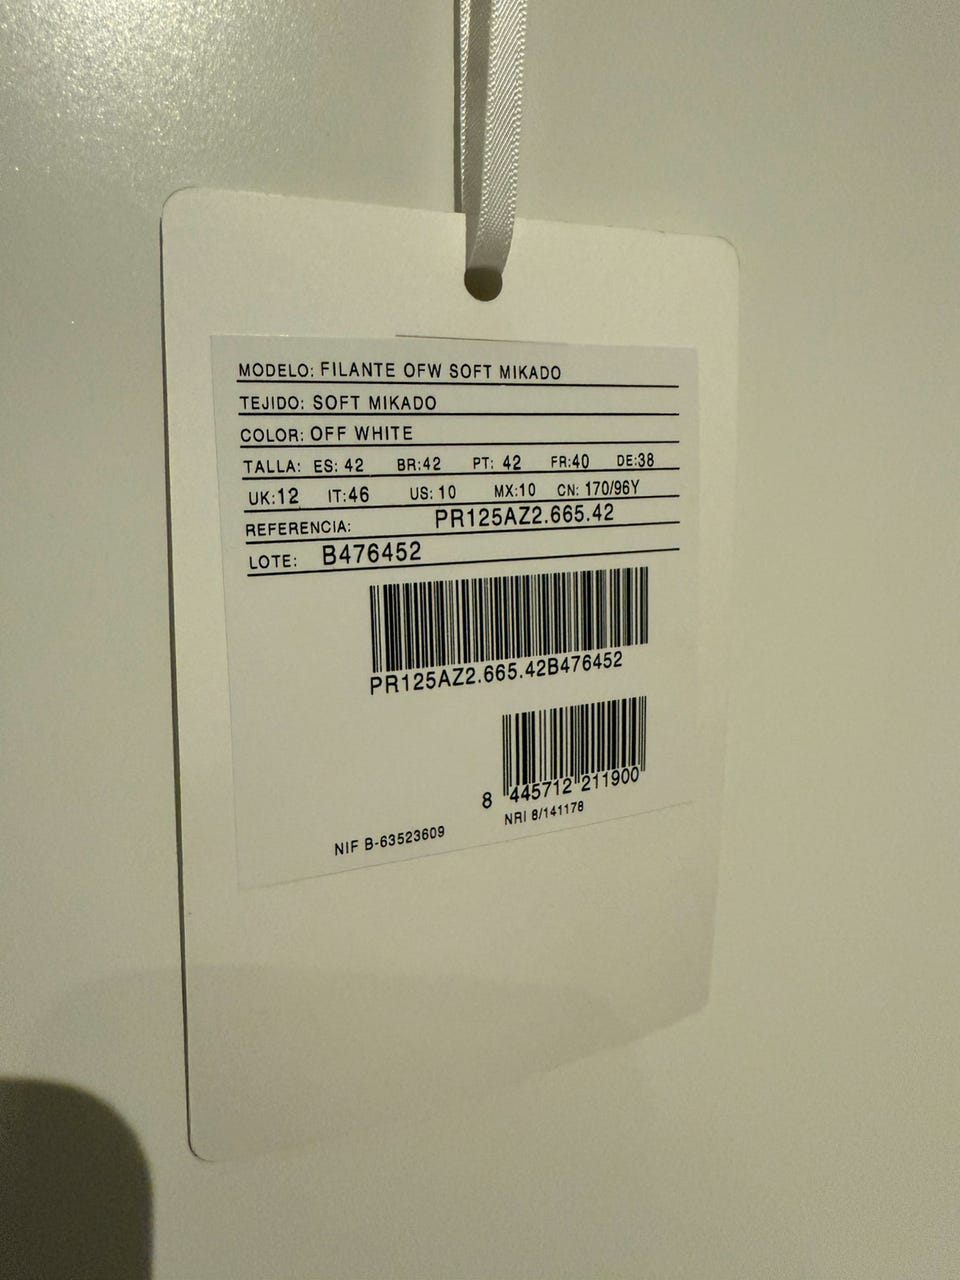 MODELO: FILANTE OFW SOFT MIKADO
TEJIDO: SOFT MIKADO
COLOR: OFF WHITE
TALLA: ES: 42 BR:42 PT: 42 FR:40 DE:38
UK:12 IT:46 US: 10 MX:10 CN: 170/96Y
REFERENCIA: PR125AZ2.665.42
LOTE: B476452
PR125AZ2.665.42B476452
8 445712 211900
NRI 8/141178
NIF B-63523609